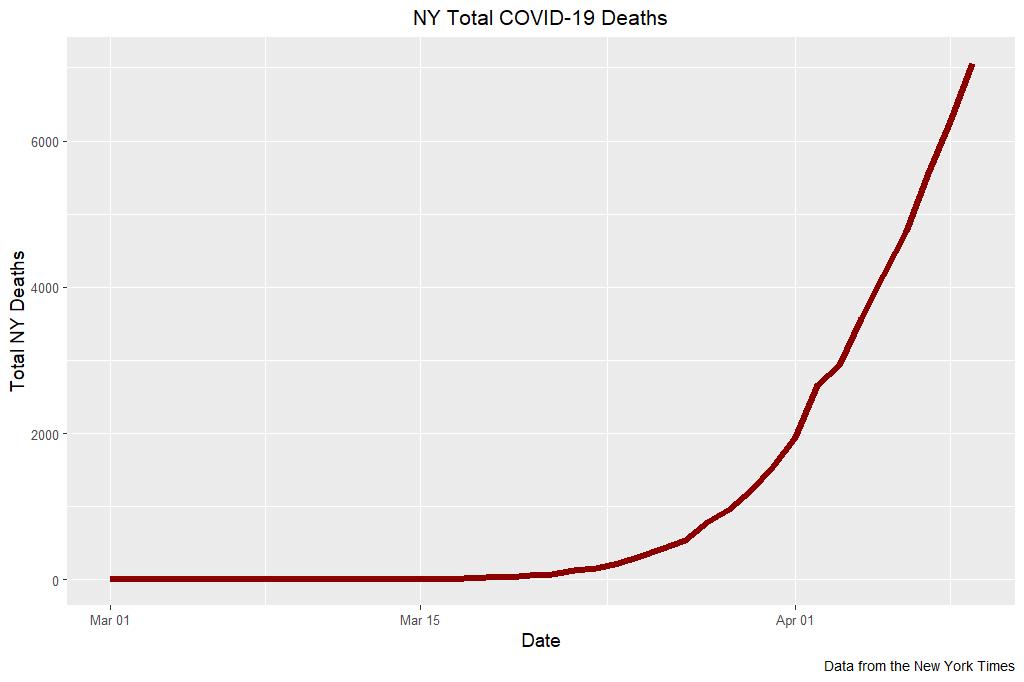 NY Total COVID-19 Deaths
Total NY Deaths
6000
4000
2000
0
Mar 01
Mar 15
Apr 01
Date
Data from the New York Times